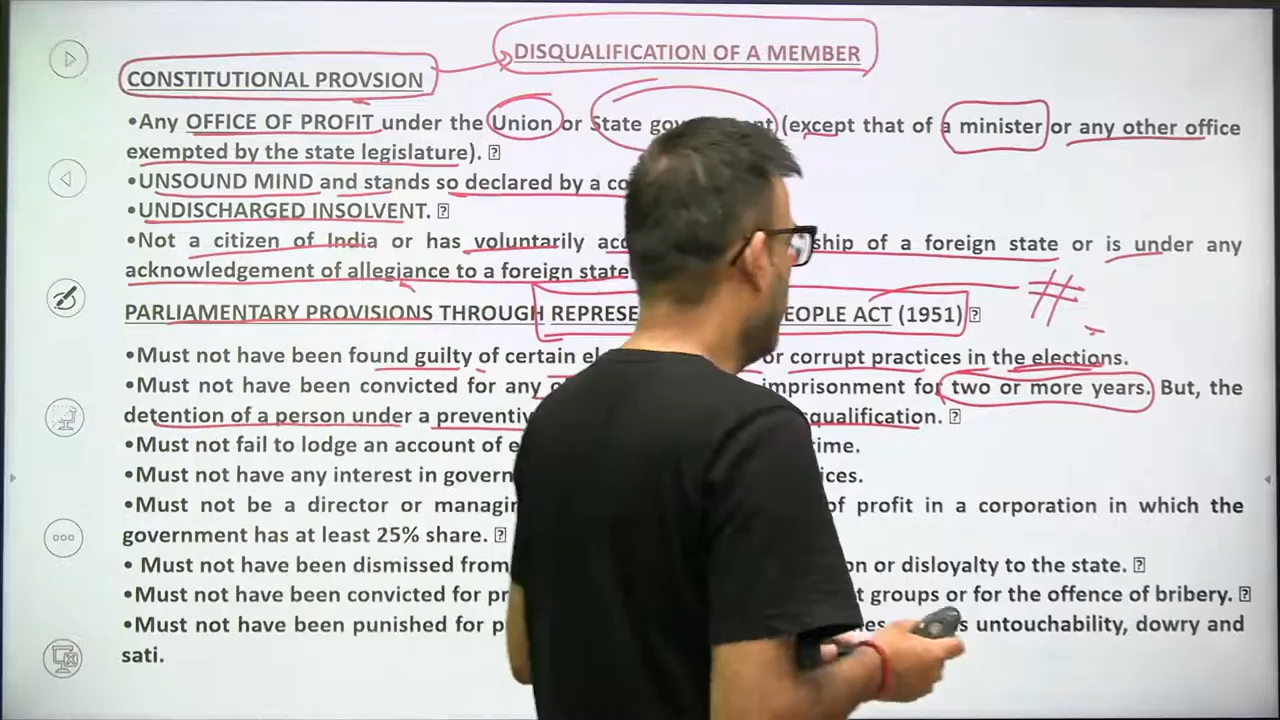 DISQUALIFICATION OF A MEMBER
CONSTITUTIONAL PROVSION
•Any OFFICE OF PROFIT under the Union or State government (except that of a minister or any other office
exempted by the state legislature).
•UNSOUND MIND and stands so declared by a co
•UNDISCHARGED INSOLVENT.
•Not a citizen of India or has voluntarily acq ship of a foreign state or is under any
acknowledgement of allegiance to a foreign state
PARLIAMENTARY PROVISIONS THROUGH REPRESE EOPLE ACT (1951)
•Must not have been found guilty of certain el or corrupt practices in the elections.
•Must not have been convicted for any imprisonment for two or more years. But, the
detention of a person under a preventiv squalification.
•Must not fail to lodge an account of e time.
•Must not have any interest in govern ices.
•Must not be a director or managin of profit in a corporation in which the
government has at least 25% share.
• Must not have been dismissed from on or disloyalty to the state.
•Must not have been convicted for pr t groups or for the offence of bribery.
•Must not have been punished for p s untouchability, dowry and
sati.